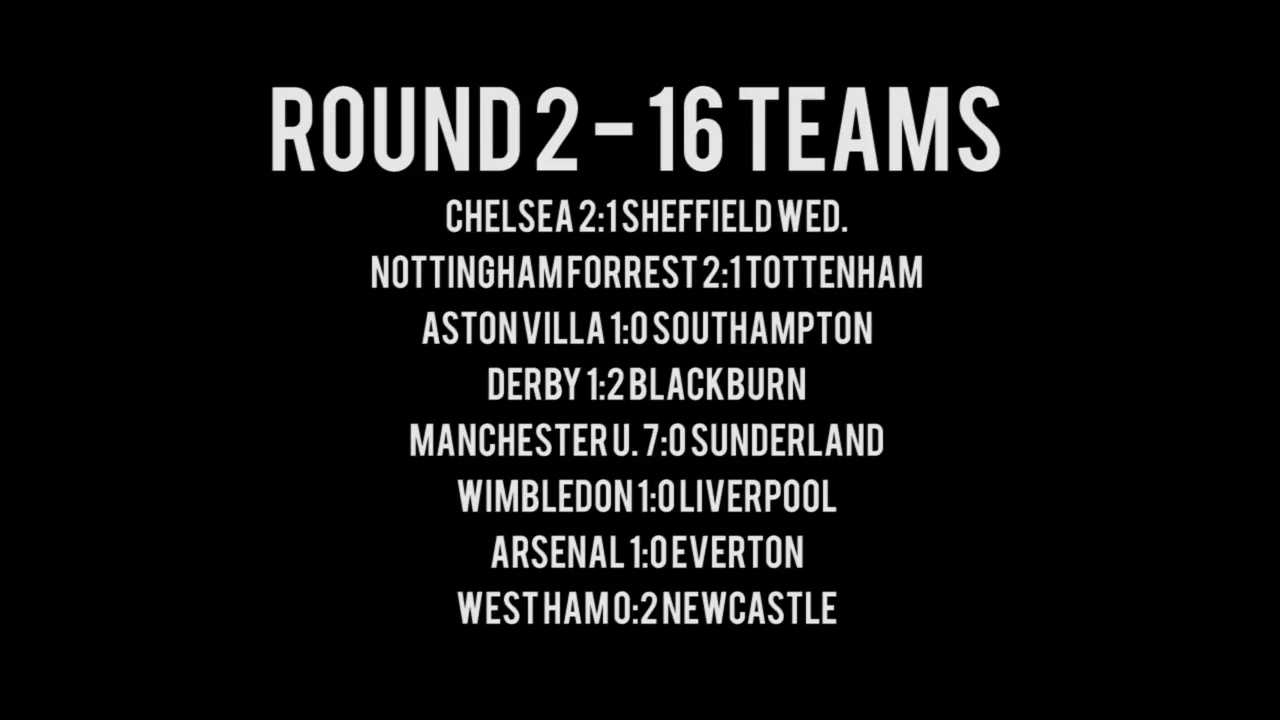 ROUND 2 - 16 TEAMS
CHELSEA 2:1 SHEFFIELD WED.
NOTTINGHAM FORREST 2:1 TOTTENHAM
ASTON VILLA 1:0 SOUTHAMPTON
DERBY 1:2 BLACKBURN
MANCHESTER U. 7:0 SUNDERLAND
WIMBLEDON 1:0 LIVERPOOL
ARSENAL 1:0 EVERTON
WEST HAM 0:2 NEWCASTLE